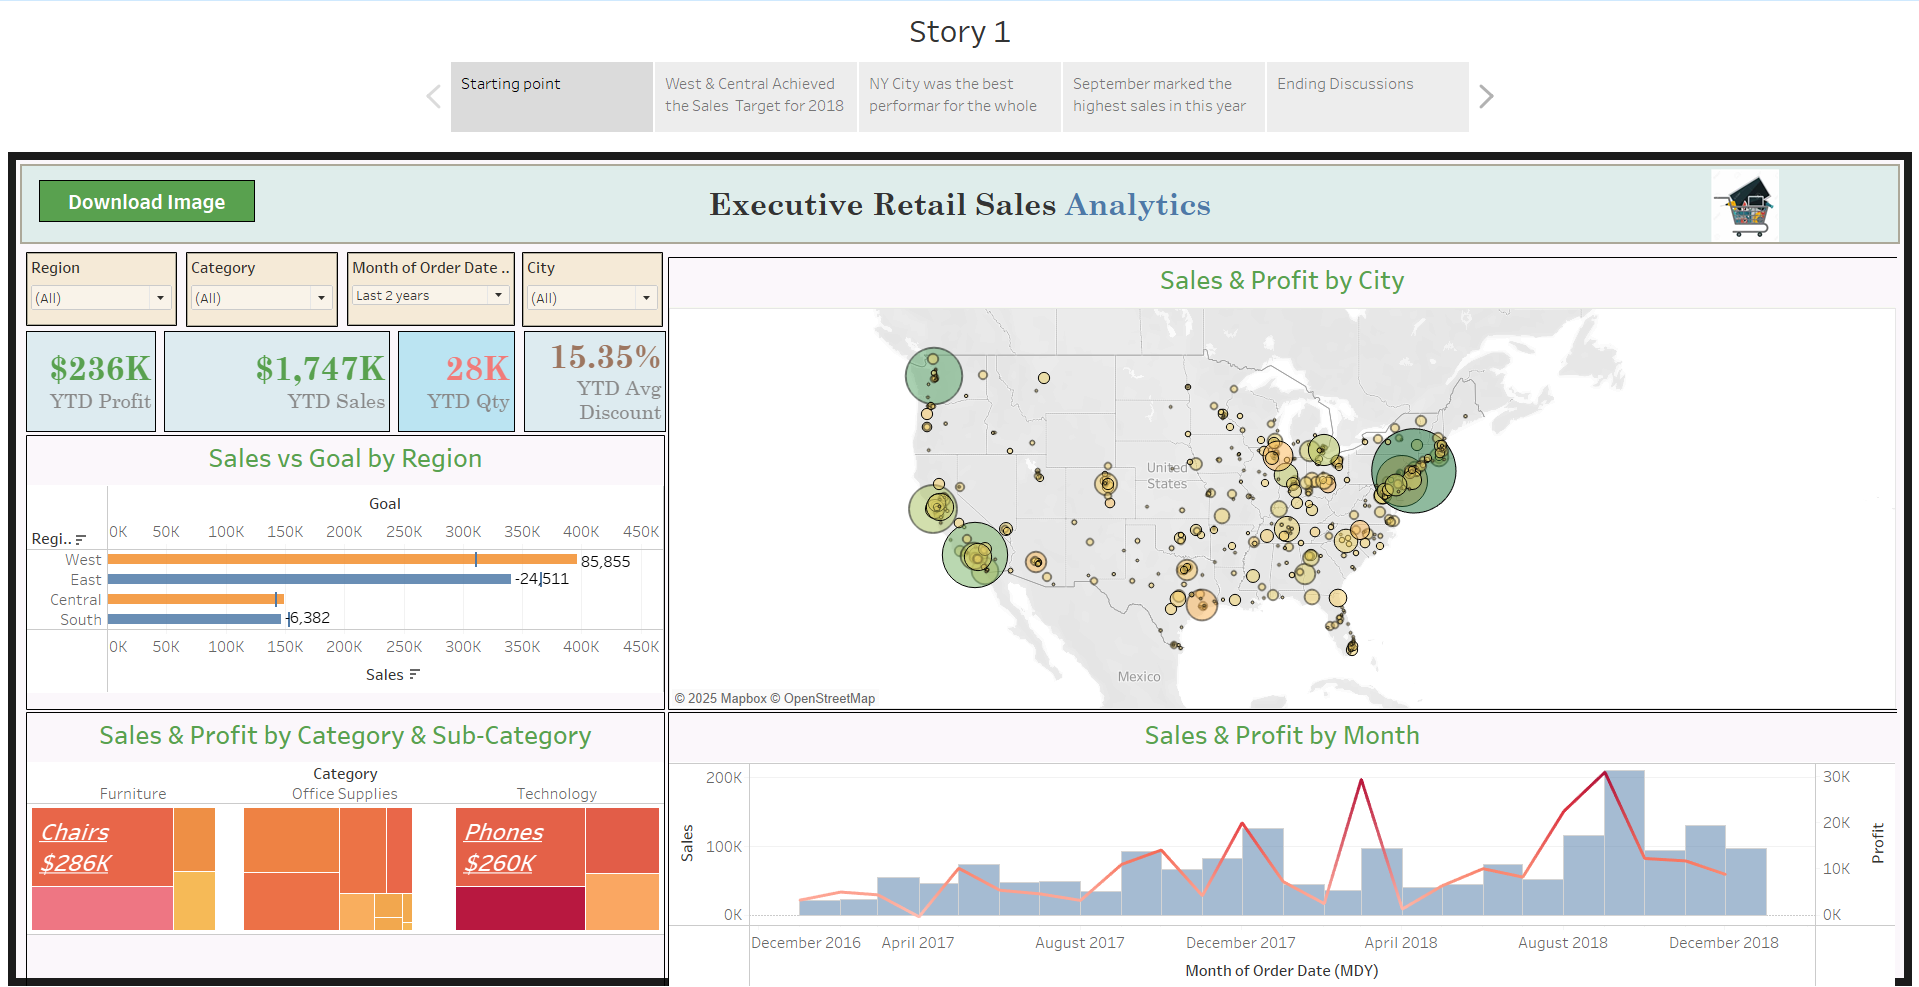 Story 1
Starting point
West & Central Achieved
the Sales Target for 2018
NY City was the best
performar for the whole
September marked the
highest sales in this year
Ending Discussions
Download Image
Executive Retail Sales Analytics
Region
Category
Month of Order Date ..
City
(All)
(All)
Last 2 years
(All)
$236K
YTD Profit
$1,747K
YTD Sales
28K
YTD Qty
15.35%
YTD Avg
Discount
Sales vs Goal by Region
Goal
Regi..
0K 50K 100K 150K 200K 250K 300K 350K 400K 450K
West 85,855
East -24,511
Central
South -6,382
0K 50K 100K 150K 200K 250K 300K 350K 400K 450K
Sales
Sales & Profit by City
United
States
Mexico
© 2025 Mapbox © OpenStreetMap
Sales & Profit by Category & Sub-Category
Category
Furniture Office Supplies Technology
Chairs
$286K
Phones
$260K
Sales & Profit by Month
Sales
200K
100K
0K
30K
20K
10K
0K
Profit
December 2016 April 2017 August 2017 December 2017 April 2018 August 2018 December 2018
Month of Order Date (MDY)